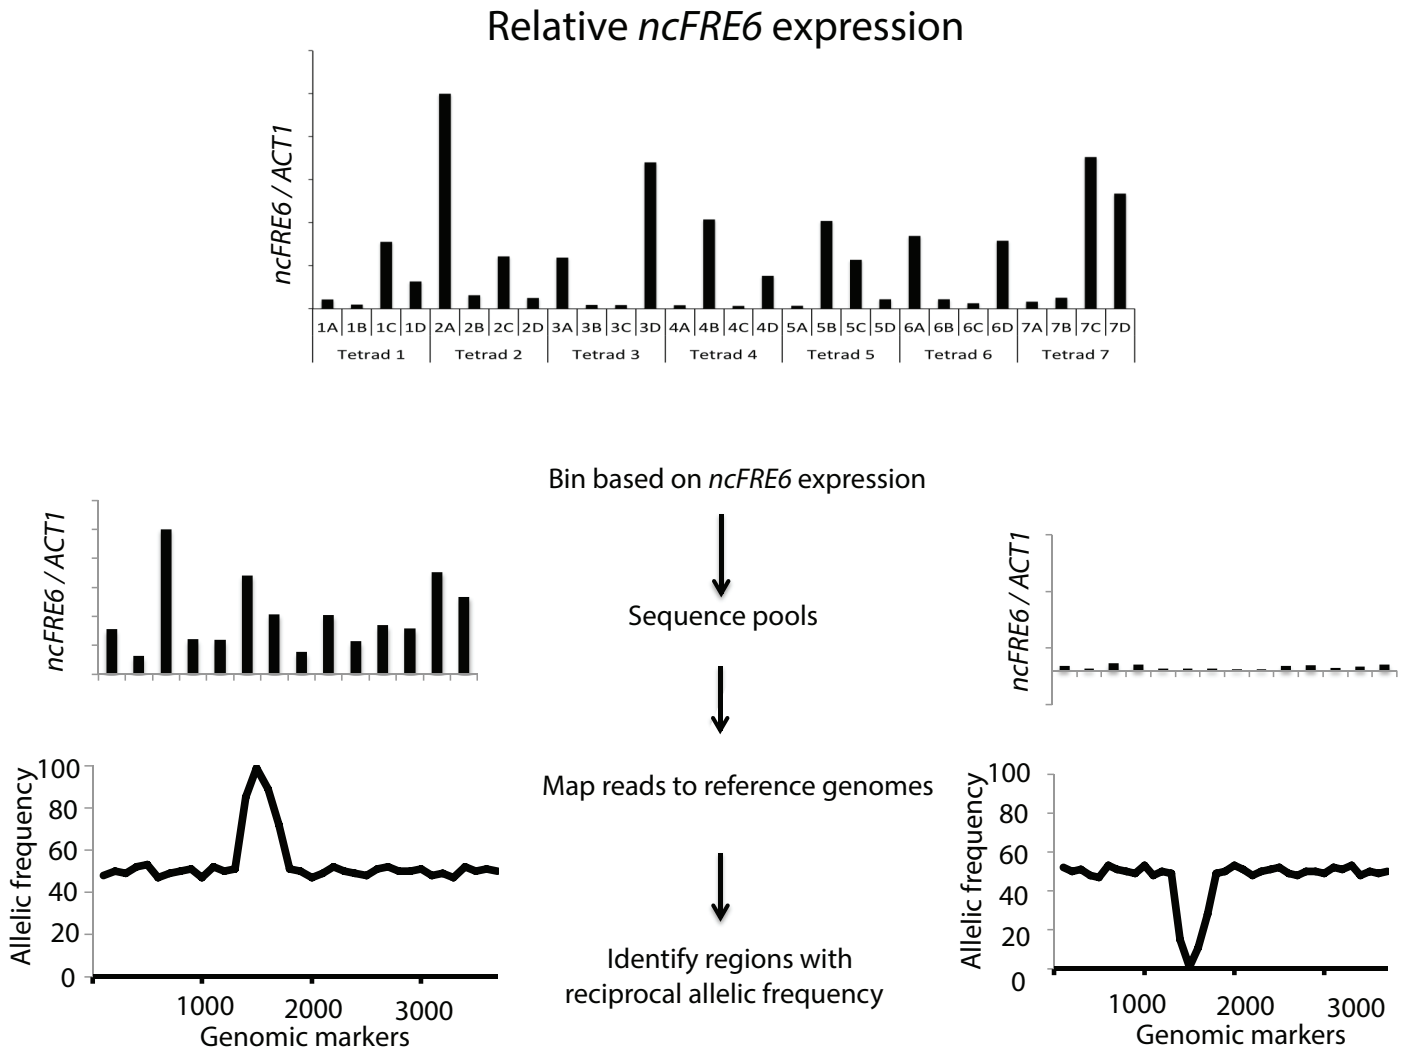 Relative ncFRE6 expression
ncFRE6 / ACT1
1A 1B 1C 1D 2A 2B 2C 2D 3A 3B 3C 3D 4A 4B 4C 4D 5A 5B 5C 5D 6A 6B 6C 6D 7A 7B 7C 7D
Tetrad 1 Tetrad 2 Tetrad 3 Tetrad 4 Tetrad 5 Tetrad 6 Tetrad 7
Bin based on ncFRE6 expression
ncFRE6 / ACT1
ncFRE6 / ACT1
Sequence pools
Map reads to reference genomes
Identify regions with
reciprocal allelic frequency
Allelic frequency
100
80
60
40
20
0
1000 2000 3000
Genomic markers
Allelic frequency
100
80
60
40
20
0
1000 2000 3000
Genomic markers